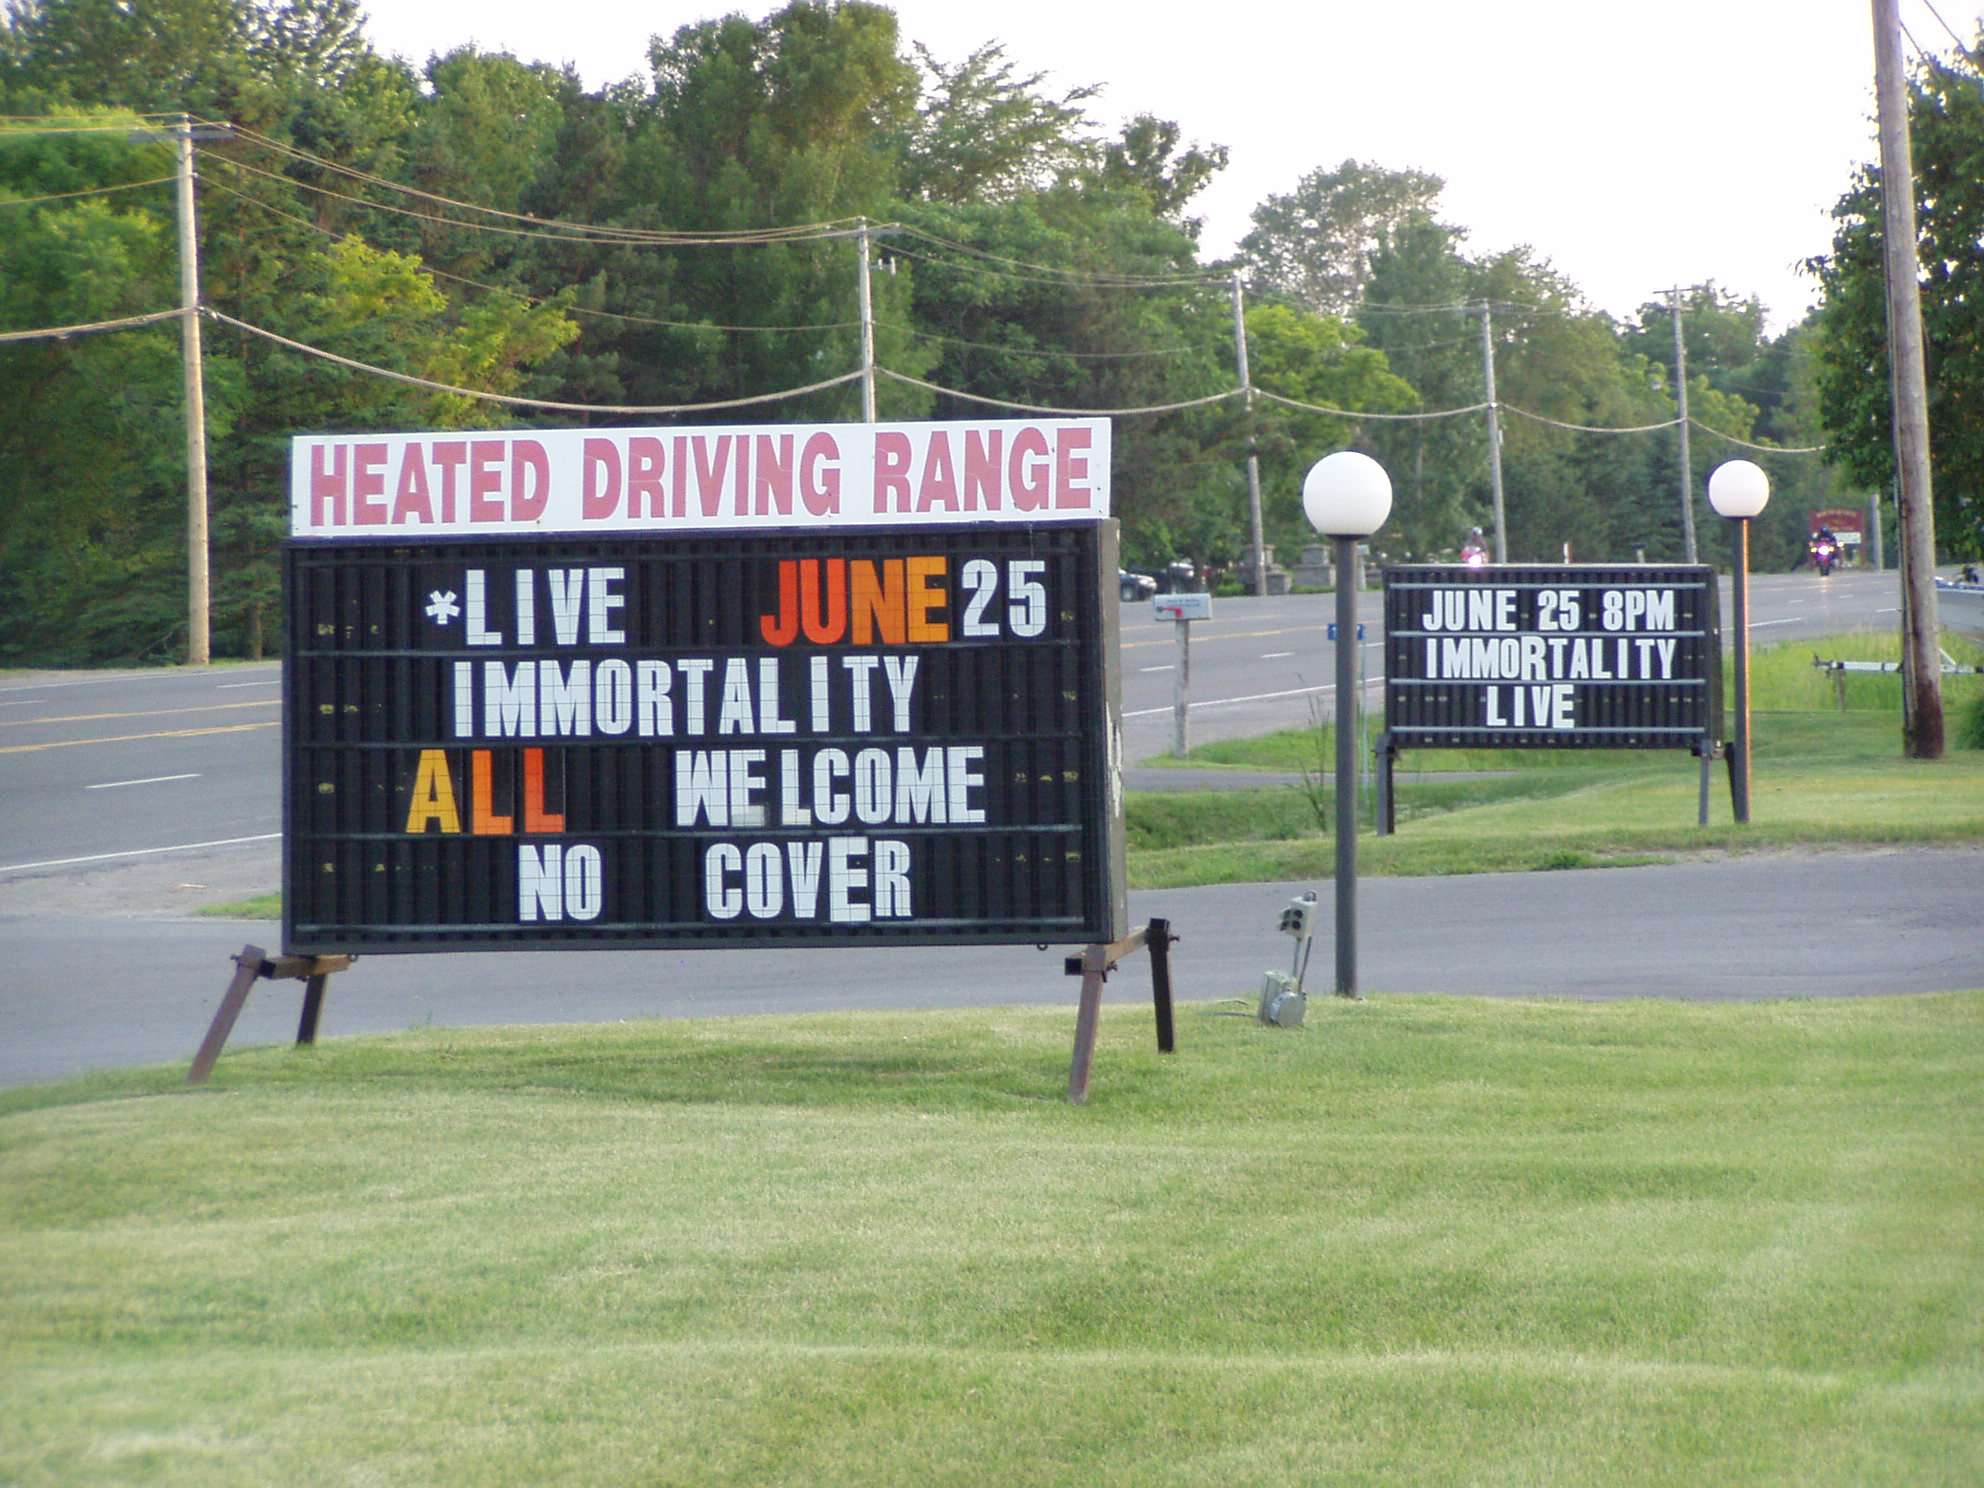 HEATED DRIVING RANGE
*LIVE JUNE 25
IMMORTALITY
ALL WELCOME
NO COVER
JUNE 25 8PM
IMMORTALITY
LIVE